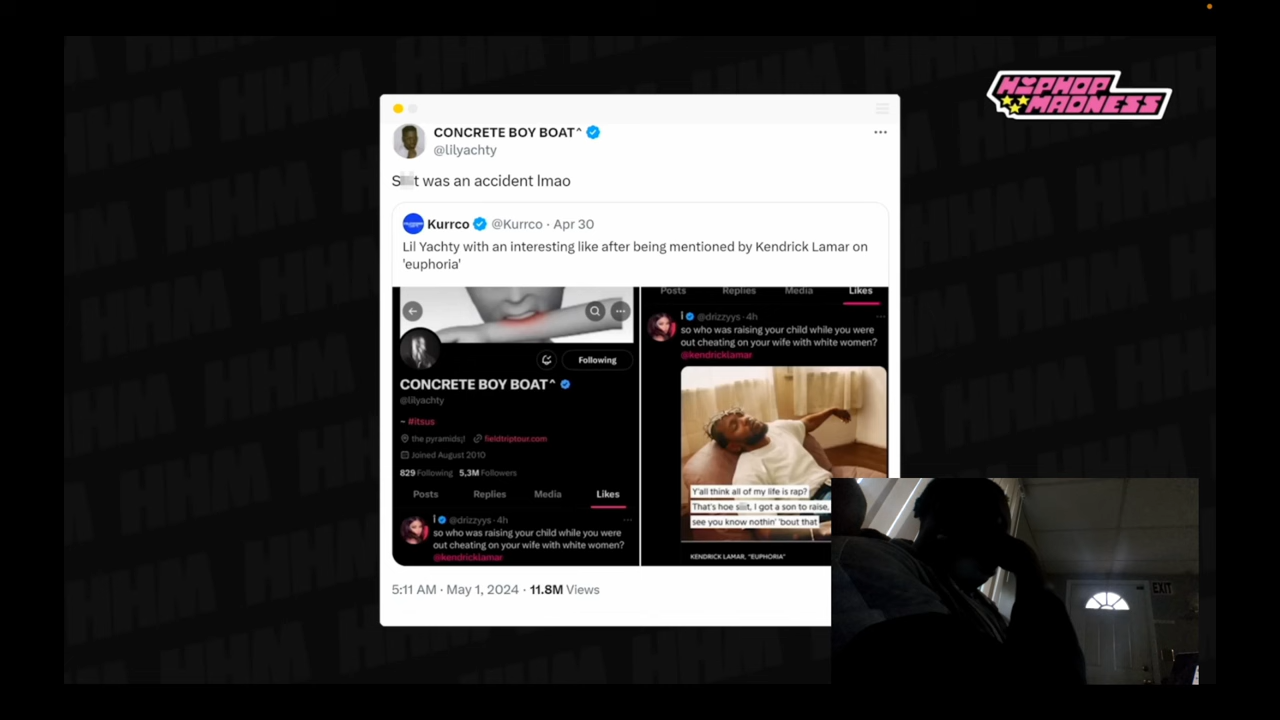 HIPHOP
MADNESS
CONCRETE BOY BOAT^
@lilyachty
S t was an accident lmao
Kurrco @Kurrco · Apr 30
Lil Yachty with an interesting like after being mentioned by Kendrick Lamar on
'euphoria'
Following
CONCRETE BOY BOAT^
@lilyachty
~ #itsus
the pyramids;! fieldtriptour.com
Joined August 2010
829 Following 5,3M Followers
Posts Replies Media Likes
i @drizzyys · 4h
so who was raising your child while you were
out cheating on your wife with white women?
@kendricklamar
Posts Replies Media Likes
i @drizzyys · 4h
so who was raising your child while you were
out cheating on your wife with white women?
@kendricklamar
Y'all think all of my life is rap?
That's hoe s t, I got a son to raise,
see you know nothin' 'bout that
KENDRICK LAMAR, "EUPHORIA"
5:11 AM · May 1, 2024 · 11.8M Views
EXIT